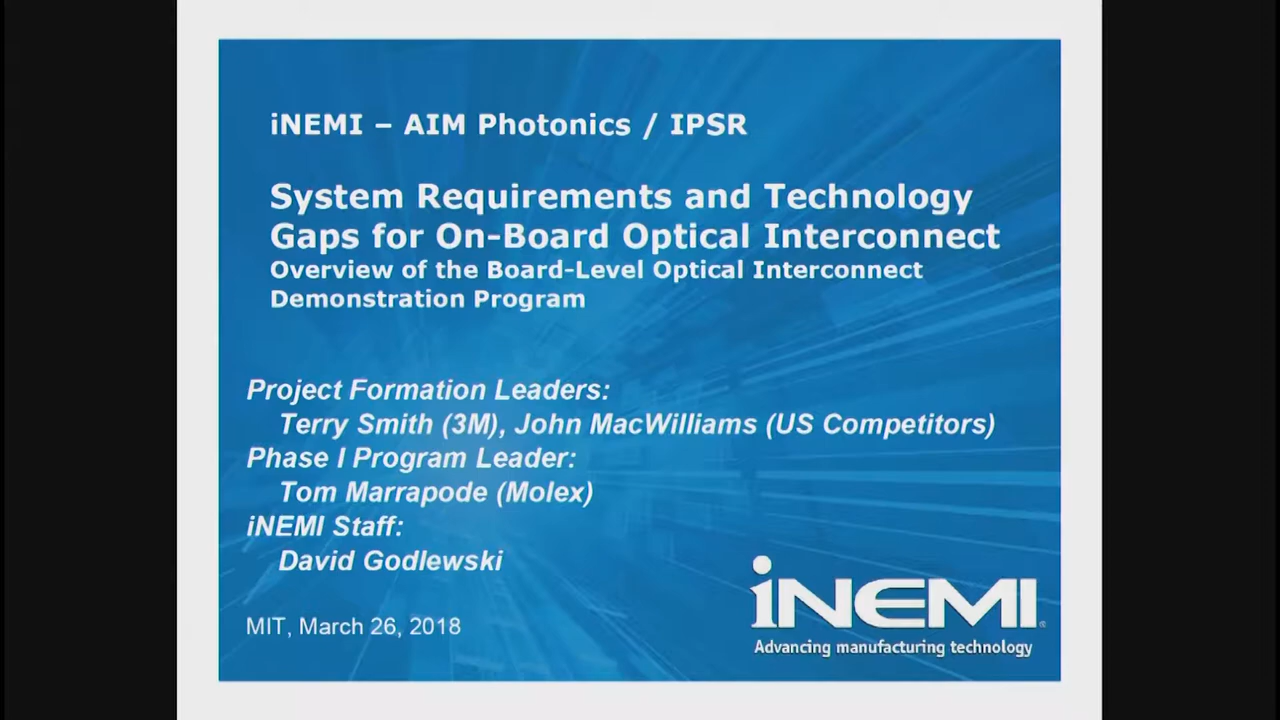 iNEMI – AIM Photonics / IPSR
System Requirements and Technology
Gaps for On-Board Optical Interconnect
Overview of the Board-Level Optical Interconnect
Demonstration Program
Project Formation Leaders:
Terry Smith (3M), John MacWilliams (US Competitors)
Phase I Program Leader:
Tom Marrapode (Molex)
iNEMI Staff:
David Godlewski
MIT, March 26, 2018
iNEMI®
Advancing manufacturing technology